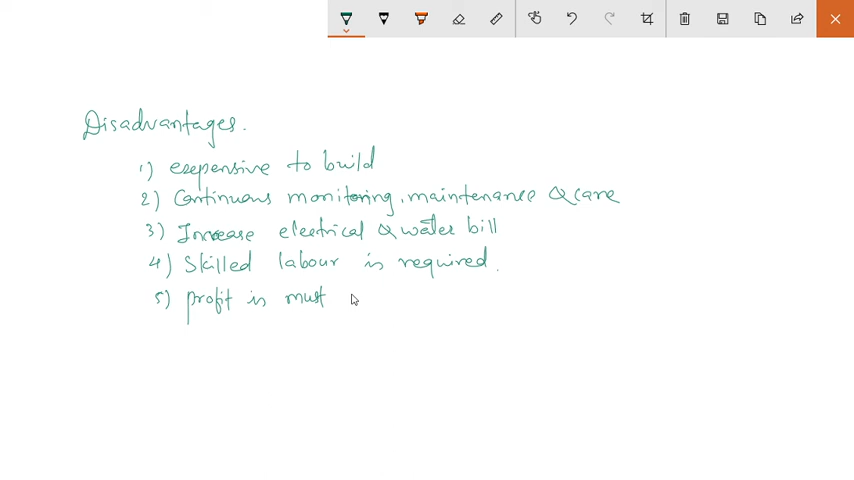 Disadvantages.
1) expensive to build
2) Continuous monitoring, maintenance & care
3) Increase electrical & water bill
4) Skilled labour is required.
5) profit is must